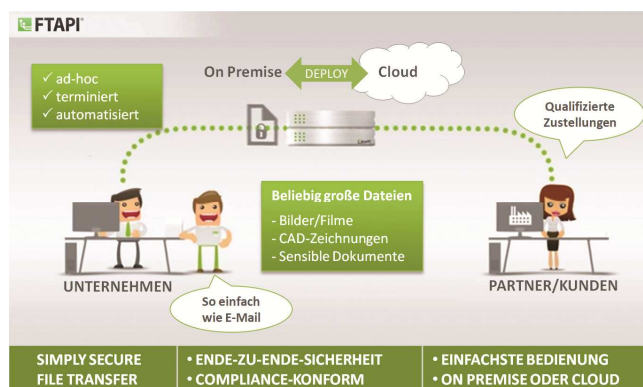 FTAPI®
On Premise
DEPLOY
Cloud
✓ ad-hoc
✓ terminiert
✓ automatisiert
Qualifizierte
Zustellungen
Beliebig große Dateien
- Bilder/Filme
- CAD-Zeichnungen
- Sensible Dokumente
UNTERNEHMEN
PARTNER/KUNDEN
So einfach
wie E-Mail
SIMPLY SECURE
FILE TRANSFER
• ENDE-ZU-ENDE-SICHERHEIT
• COMPLIANCE-KONFORM
• EINFACHSTE BEDIENUNG
• ON PREMISE ODER CLOUD